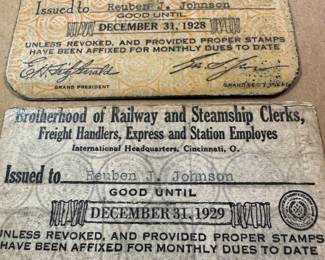 Issued to Reuben J. Johnson
GOOD UNTIL
DECEMBER 31, 1928
UNLESS REVOKED, AND PROVIDED PROPER STAMPS
HAVE BEEN AFFIXED FOR MONTHLY DUES TO DATE
GRAND PRESIDENT
Brotherhood of Railway and Steamship Clerks,
Freight Handlers, Express and Station Employes
International Headquarters, Cincinnati, O.
Issued to Reuben J. Johnson
GOOD UNTIL
DECEMBER 31, 1929
UNLESS REVOKED, AND PROVIDED PROPER STAMPS
HAVE BEEN AFFIXED FOR MONTHLY DUES TO DATE